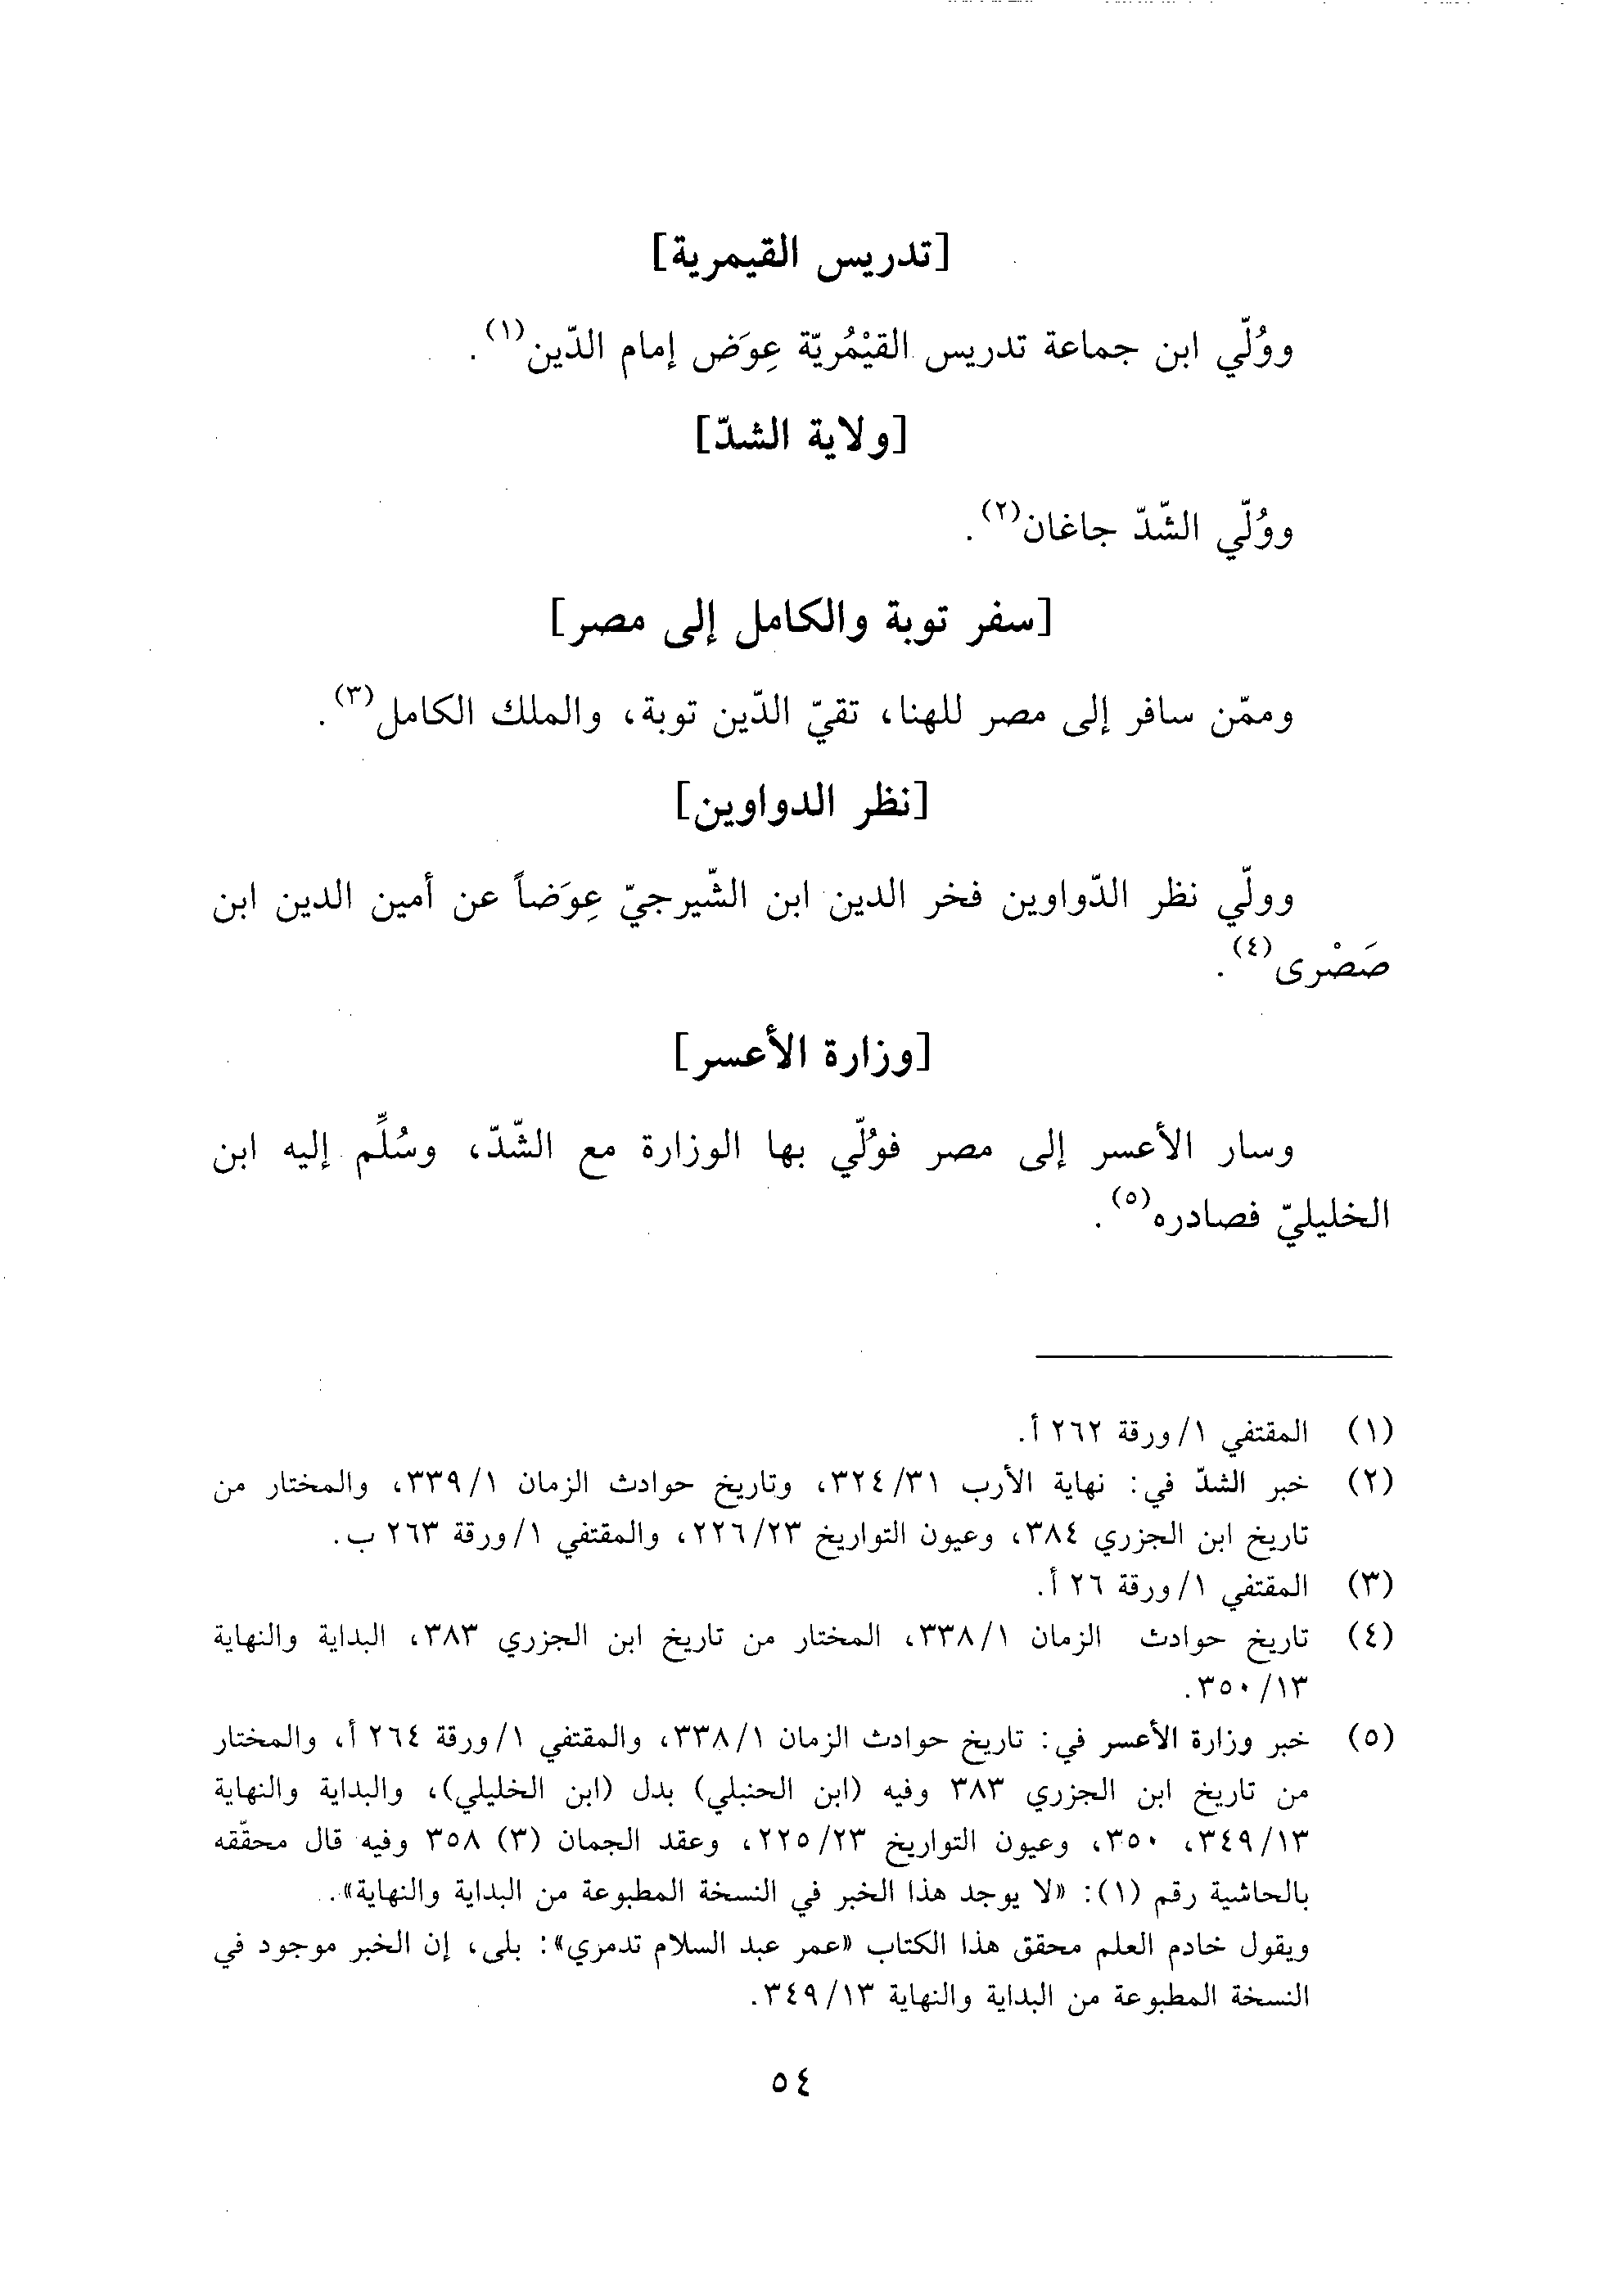 [تدريس القيمرية]
ووُلّي ابن جماعة تدريس القيْمُريّة عِوَض إمام الدّين(١).
[ولاية الشدّ]
ووُلّي الشّدّ جاغان(٢).
[سفر توبة والكامل إلى مصر]
وممّن سافر إلى مصر للهنا، تقيّ الدّين توبة، والملك الكامل(٣).
[نظر الدواوين]
وولّي نظر الدّواوين فخر الدين ابن الشّيرجيّ عِوَضاً عن أمين الدين ابن
صَصْرى(٤).
[وزارة الأعسر]
وسار الأعسر إلى مصر فوُلّي بها الوزارة مع الشّدّ، وسُلِّم إليه ابن
الخليليّ فصادره(٥).
(١) المقتفي ١/ورقة ٢٦٢ أ.
(٢) خبر الشدّ في: نهاية الأرب ٣١/٣٢٤، وتاريخ حوادث الزمان ١/٣٣٩، والمختار من
تاريخ ابن الجزري ٣٨٤، وعيون التواريخ ٢٣/٢٢٦، والمقتفي ١/ورقة ٢٦٣ ب.
(٣) المقتفي ١/ورقة ٢٦ أ.
(٤) تاريخ حوادث الزمان ١/٣٣٨، المختار من تاريخ ابن الجزري ٣٨٣، البداية والنهاية
١٣/٣٥٠.
(٥) خبر وزارة الأعسر في: تاريخ حوادث الزمان ١/٣٣٨، والمقتفي ١/ورقة ٢٦٤ أ، والمختار
من تاريخ ابن الجزري ٣٨٣ وفيه (ابن الحنبلي) بدل (ابن الخليلي)، والبداية والنهاية
١٣/٣٤٩، ٣٥٠، وعيون التواريخ ٢٣/٢٢٥، وعقد الجمان (٣) ٣٥٨ وفيه قال محقّقه
بالحاشية رقم (١): «لا يوجد هذا الخبر في النسخة المطبوعة من البداية والنهاية».
ويقول خادم العلم محقق هذا الكتاب «عمر عبد السلام تدمري»: بلى، إن الخبر موجود في
النسخة المطبوعة من البداية والنهاية ١٣/٣٤٩.
٥٤